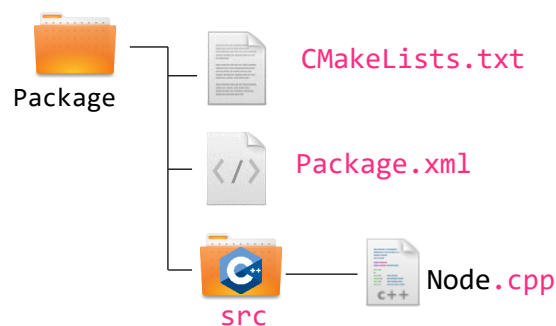 Package
CMakeLists.txt
Package.xml
</>
C++
src
C++
Node.cpp